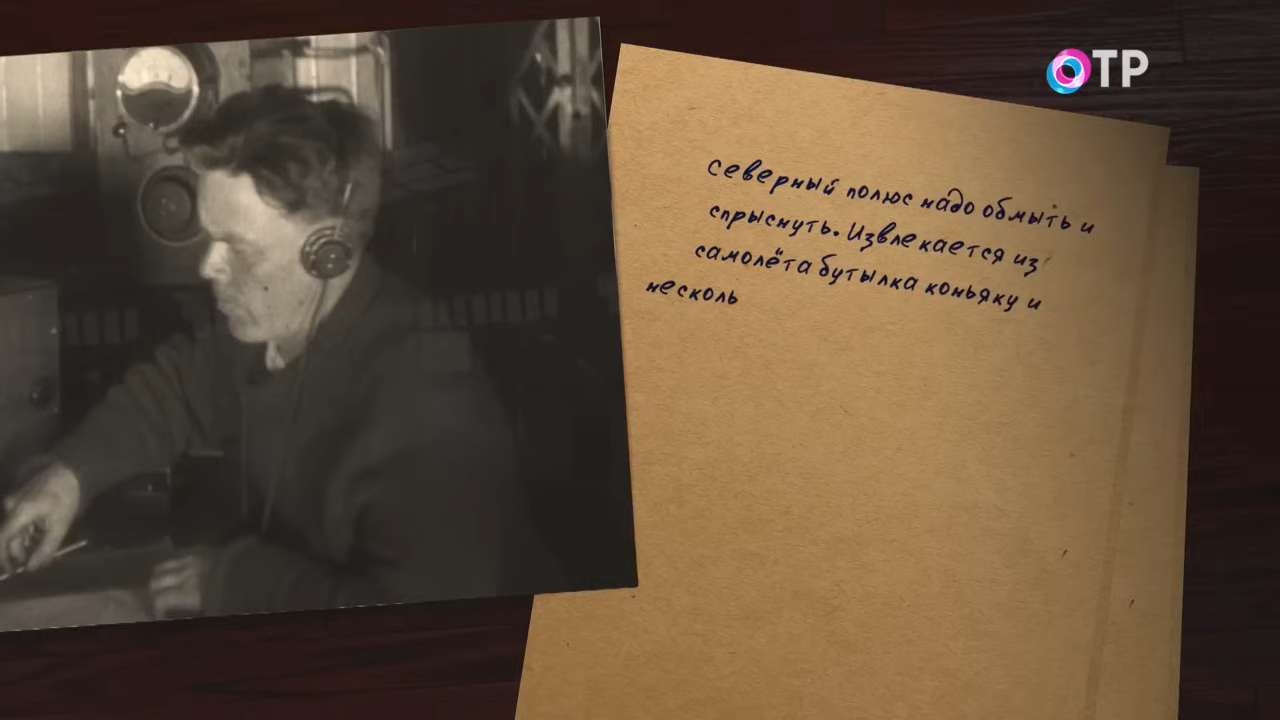 ОТР
северный полюс надо обмыть и
спрыснуть. Извлекается из
самолёта бутылка коньяку и
несколь